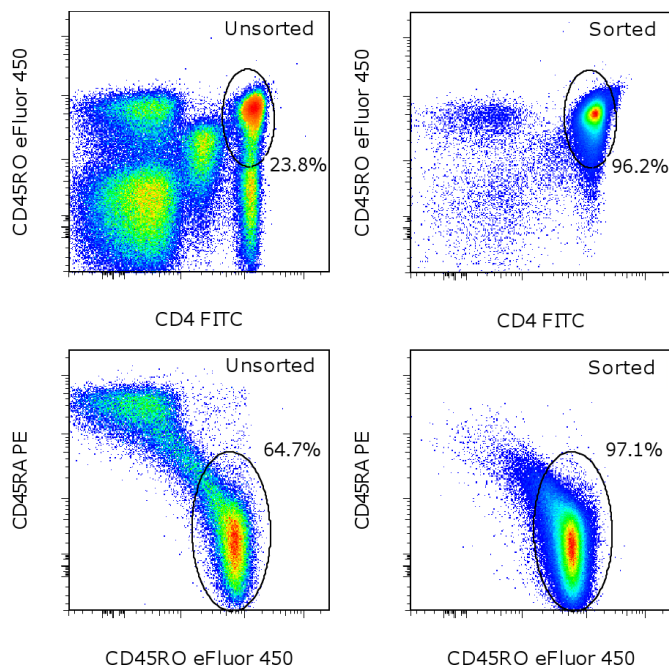 Unsorted
CD45RO eFluor 450
23.8%
CD4 FITC
Sorted
CD45RO eFluor 450
96.2%
CD4 FITC
Unsorted
CD45RA PE
64.7%
CD45RO eFluor 450
Sorted
CD45RA PE
97.1%
CD45RO eFluor 450